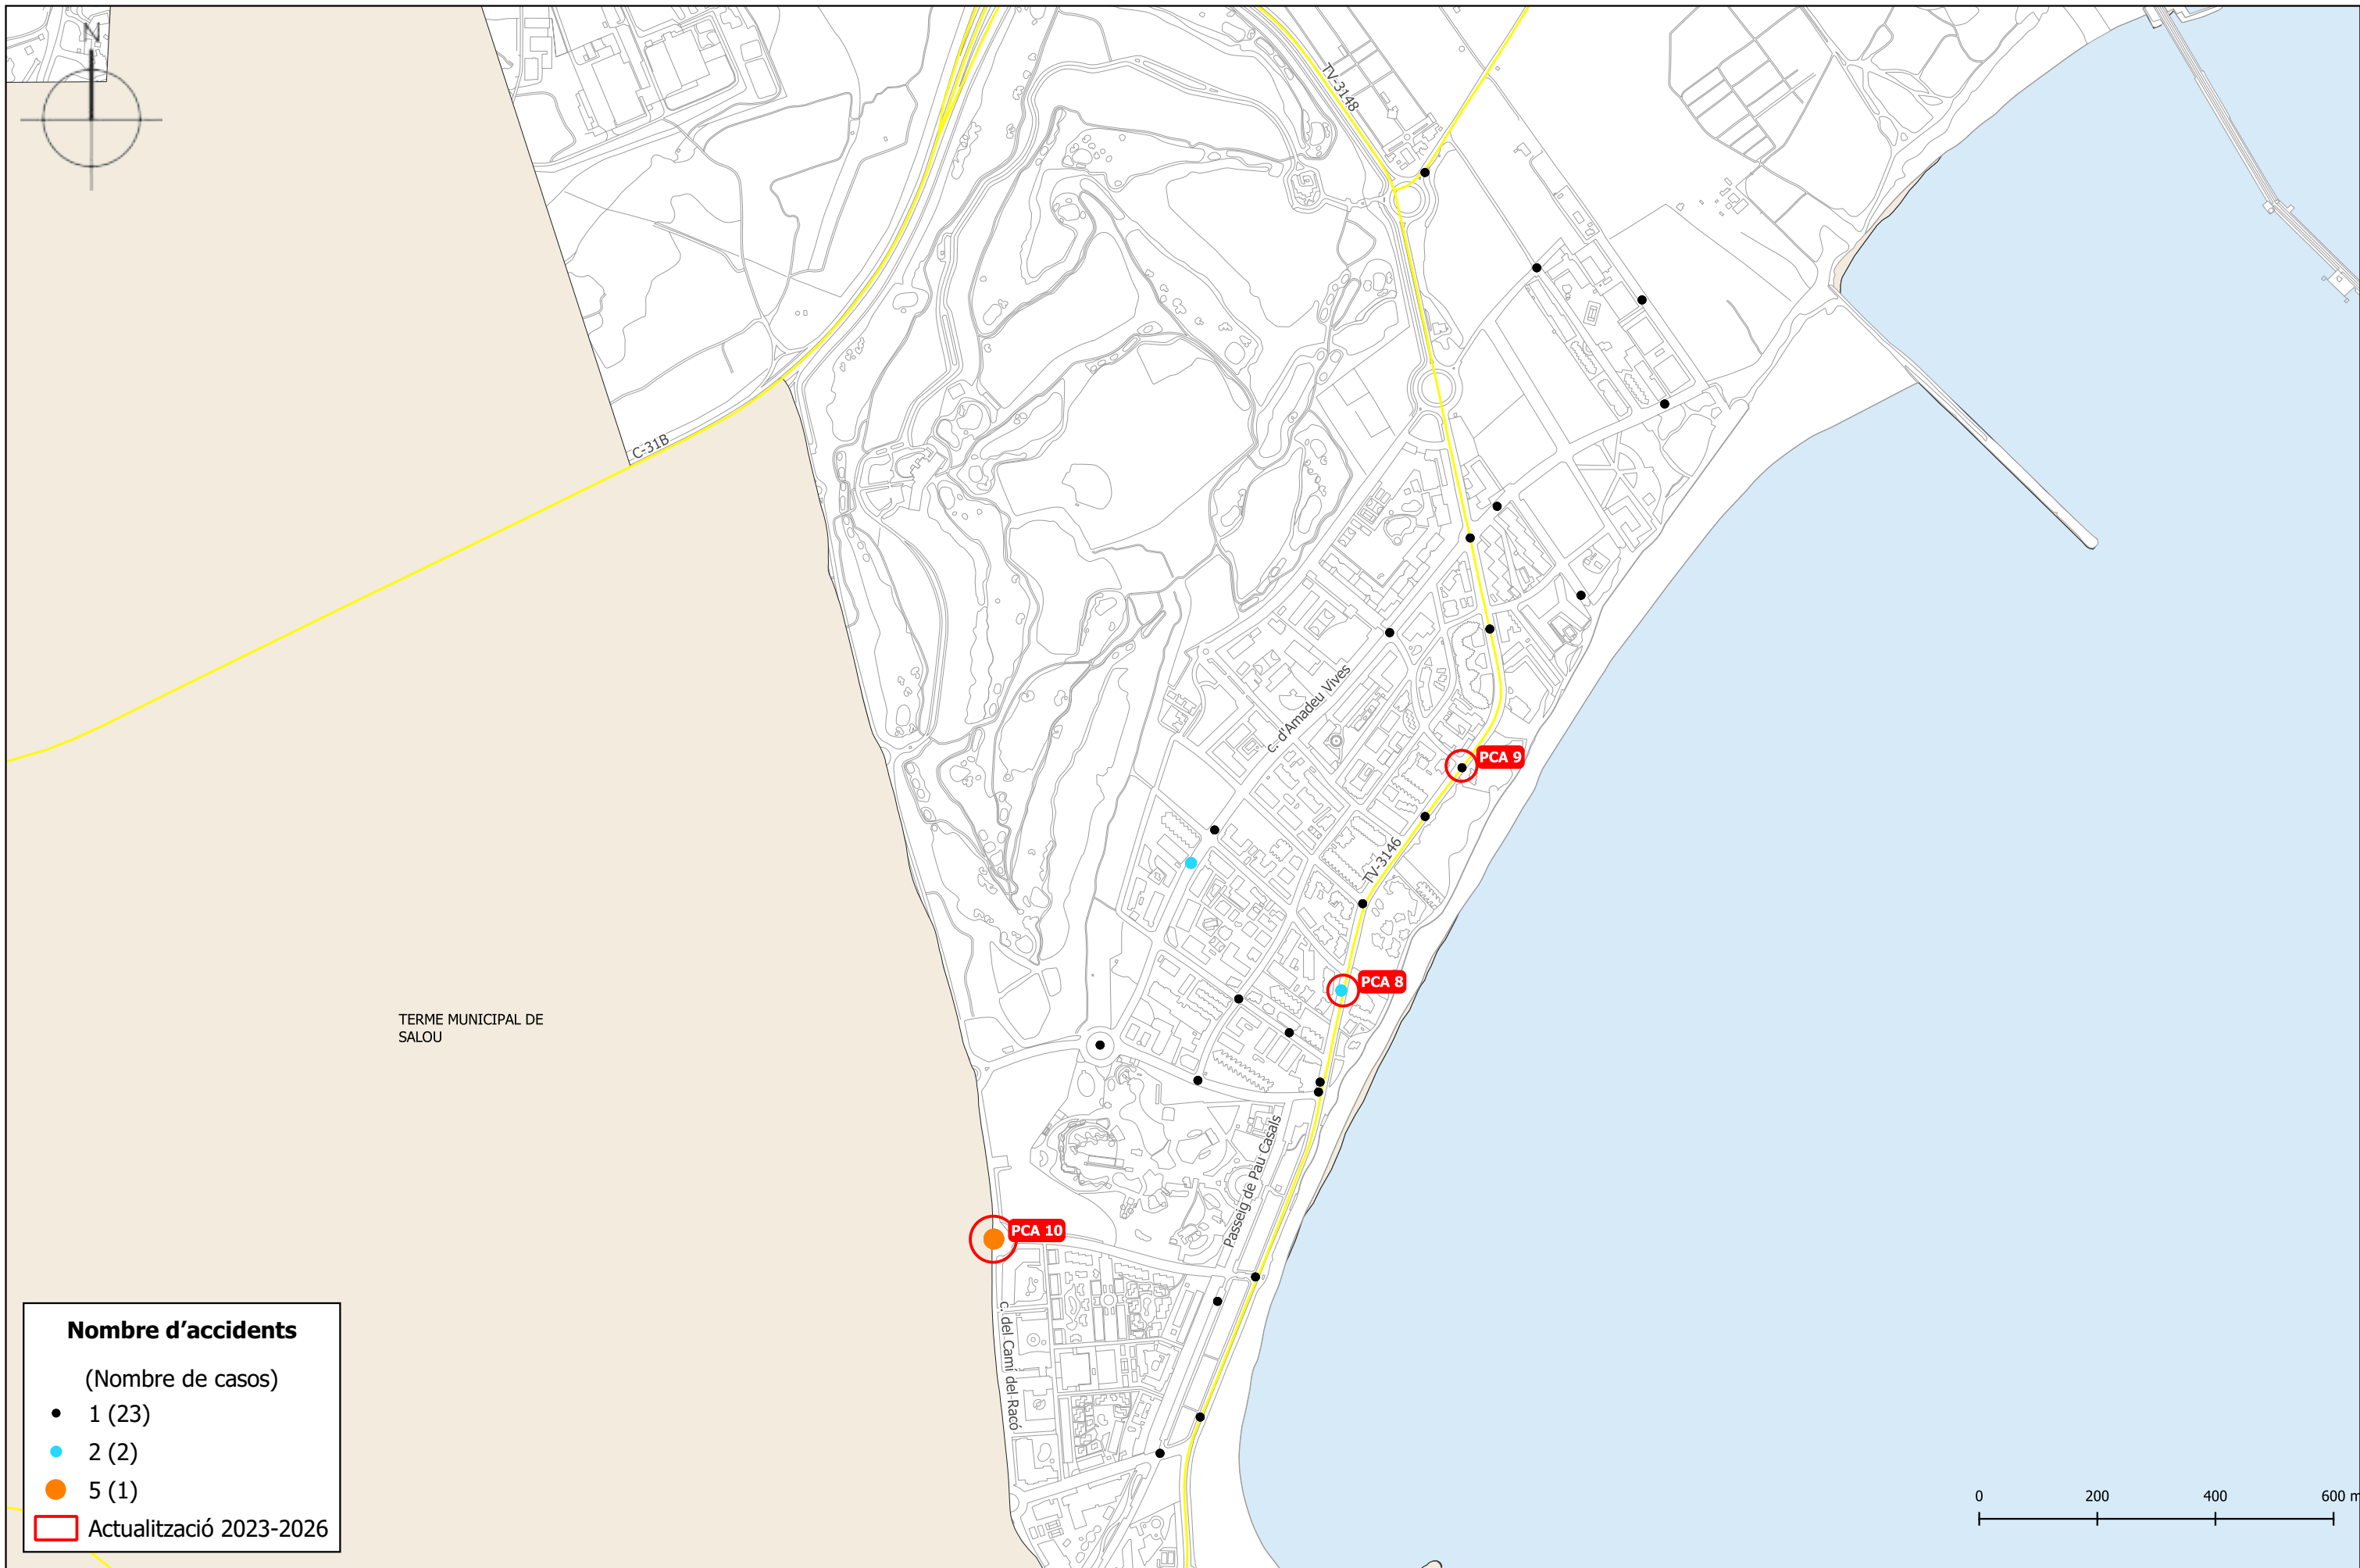 N
TV-3148
C-31B
c. d'Amadeu Vives
PCA 9
TV-3146
PCA 8
TERME MUNICIPAL DE
SALOU
Passeig de Pau Casals
PCA 10
c. del Camí del Racó
Nombre d’accidents
(Nombre de casos)
1 (23)
2 (2)
5 (1)
Actualització 2023-2026
0 200 400 600 m